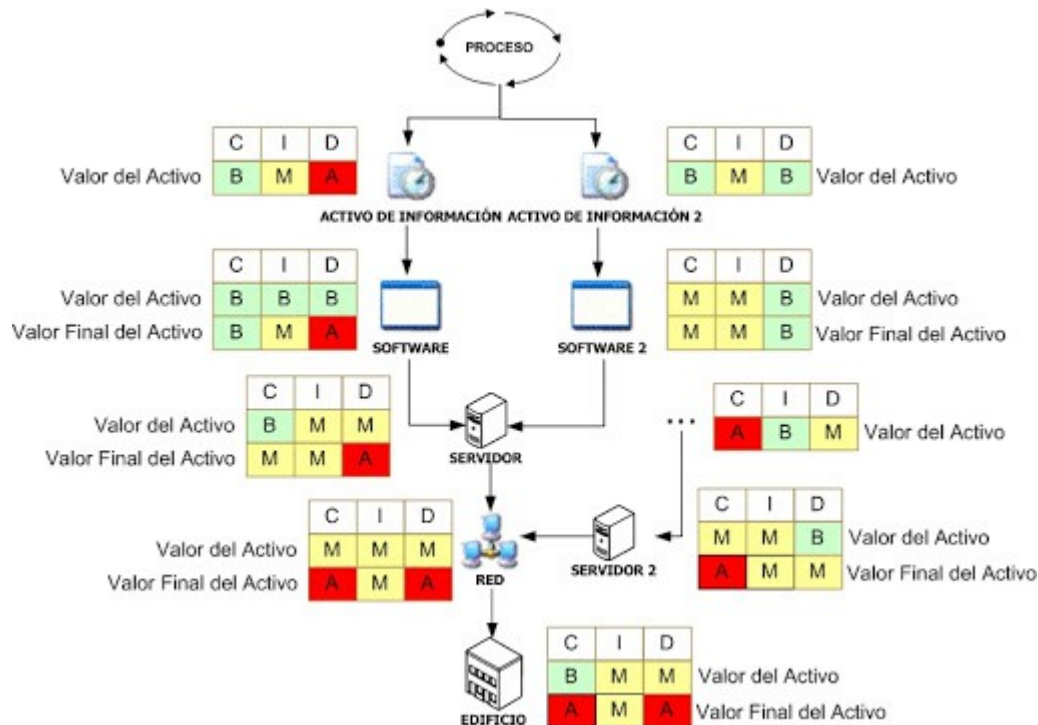 PROCESO
C I D
Valor del Activo B M A
C I D
B M B Valor del Activo
ACTIVO DE INFORMACIÓN ACTIVO DE INFORMACIÓN 2
C I D
Valor del Activo B B B
Valor Final del Activo B M A
SOFTWARE
C I D
M M B Valor del Activo
M M B Valor Final del Activo
SOFTWARE 2
C I D
Valor del Activo B M M
Valor Final del Activo M M A
SERVIDOR
...
C I D
A B M Valor del Activo
C I D
Valor del Activo M M M
Valor Final del Activo A M A
RED
SERVIDOR 2
C I D
M M B Valor del Activo
A M M Valor Final del Activo
EDIFICIO
C I D
B M M Valor del Activo
A M A Valor Final del Activo